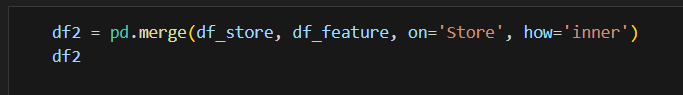 df2 = pd.merge(df_store, df_feature, on='Store', how='inner')
df2